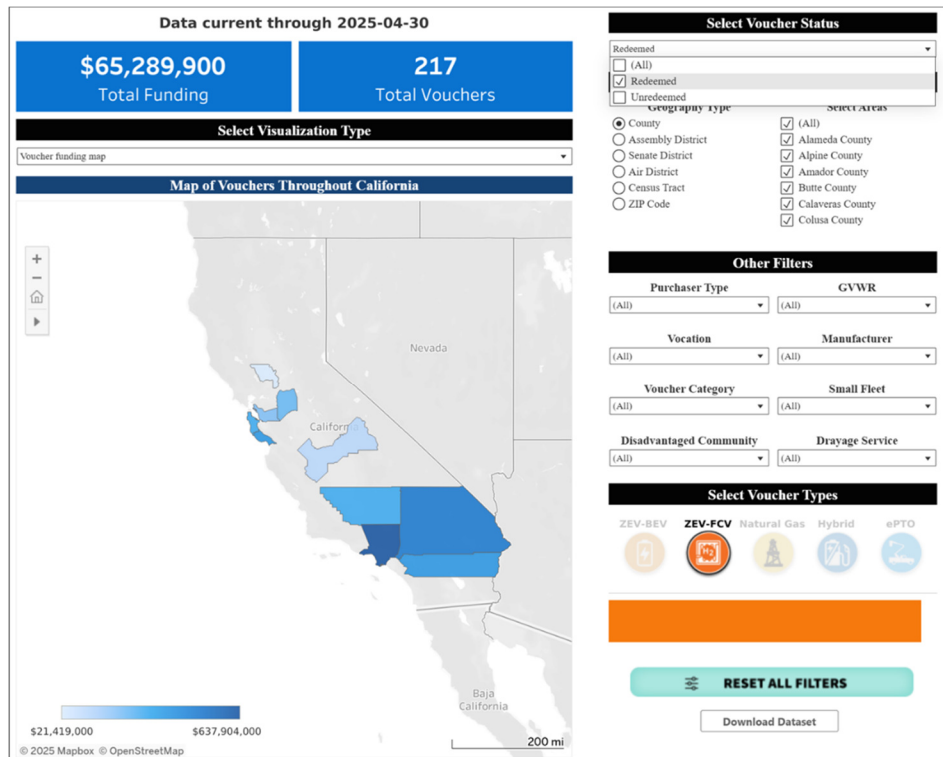 Data current through 2025-04-30
$65,289,900
Total Funding
217
Total Vouchers
Select Visualization Type
Voucher funding map
Map of Vouchers Throughout California
Nevada
California
Baja
California
$21,419,000
$637,904,000
200 mi
© 2025 Mapbox © OpenStreetMap
Select Voucher Status
Redeemed
(All)
Redeemed
Unredeemed
Geography Type
County
Assembly District
Senate District
Air District
Census Tract
ZIP Code
Select Areas
(All)
Alameda County
Alpine County
Amador County
Butte County
Calaveras County
Colusa County
Other Filters
Purchaser Type
(All)
GVWR
(All)
Vocation
(All)
Manufacturer
(All)
Voucher Category
(All)
Small Fleet
(All)
Disadvantaged Community
(All)
Drayage Service
(All)
Select Voucher Types
ZEV-BEV
ZEV-FCV
Natural Gas
Hybrid
ePTO
H2
RESET ALL FILTERS
Download Dataset